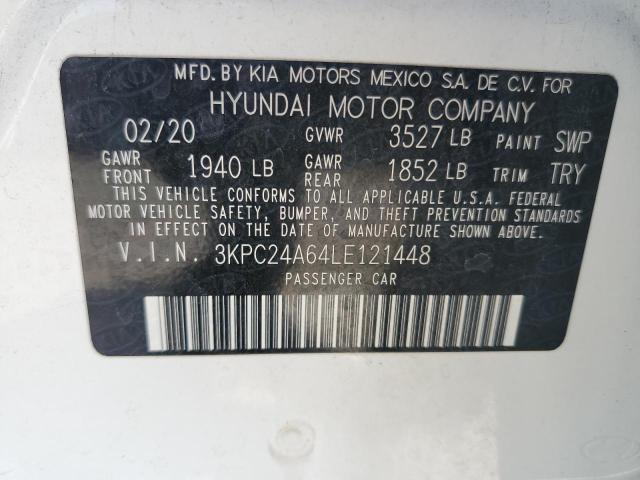 MFD. BY KIA MOTORS MEXICO S.A. DE C.V. FOR
HYUNDAI MOTOR COMPANY
02/20 GVWR 3527 LB PAINT SWP
GAWR FRONT 1940 LB GAWR REAR 1852 LB TRIM TRY
THIS VEHICLE CONFORMS TO ALL APPLICABLE U.S.A. FEDERAL
MOTOR VEHICLE SAFETY, BUMPER, AND THEFT PREVENTION STANDARDS
IN EFFECT ON THE DATE OF MANUFACTURE SHOWN ABOVE.
V.I.N. 3KPC24A64LE121448
PASSENGER CAR